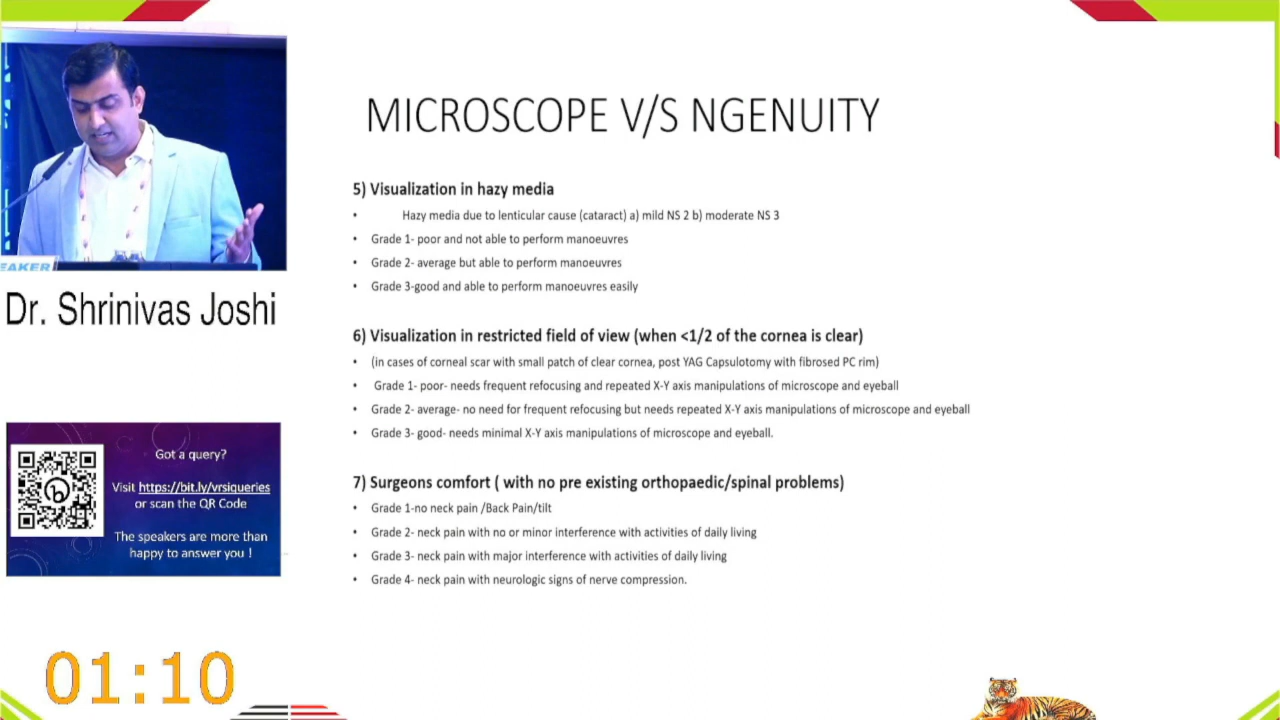 MICROSCOPE V/S NGENUITY
5) Visualization in hazy media
• Hazy media due to lenticular cause (cataract) a) mild NS 2 b) moderate NS 3
• Grade 1- poor and not able to perform manoeuvres
• Grade 2- average but able to perform manoeuvres
• Grade 3-good and able to perform manoeuvres easily
6) Visualization in restricted field of view (when <1/2 of the cornea is clear)
• (in cases of corneal scar with small patch of clear cornea, post YAG Capsulotomy with fibrosed PC rim)
• Grade 1- poor- needs frequent refocusing and repeated X-Y axis manipulations of microscope and eyeball
• Grade 2- average- no need for frequent refocusing but needs repeated X-Y axis manipulations of microscope and eyeball
• Grade 3- good- needs minimal X-Y axis manipulations of microscope and eyeball.
7) Surgeons comfort ( with no pre existing orthopaedic/spinal problems)
• Grade 1-no neck pain /Back Pain/tilt
• Grade 2- neck pain with no or minor interference with activities of daily living
• Grade 3- neck pain with major interference with activities of daily living
• Grade 4- neck pain with neurologic signs of nerve compression.
EAKER
Dr. Shrinivas Joshi
Got a query?
Visit https://bit.ly/vrsiqueries
or scan the QR Code
The speakers are more than
happy to answer you !
01:10